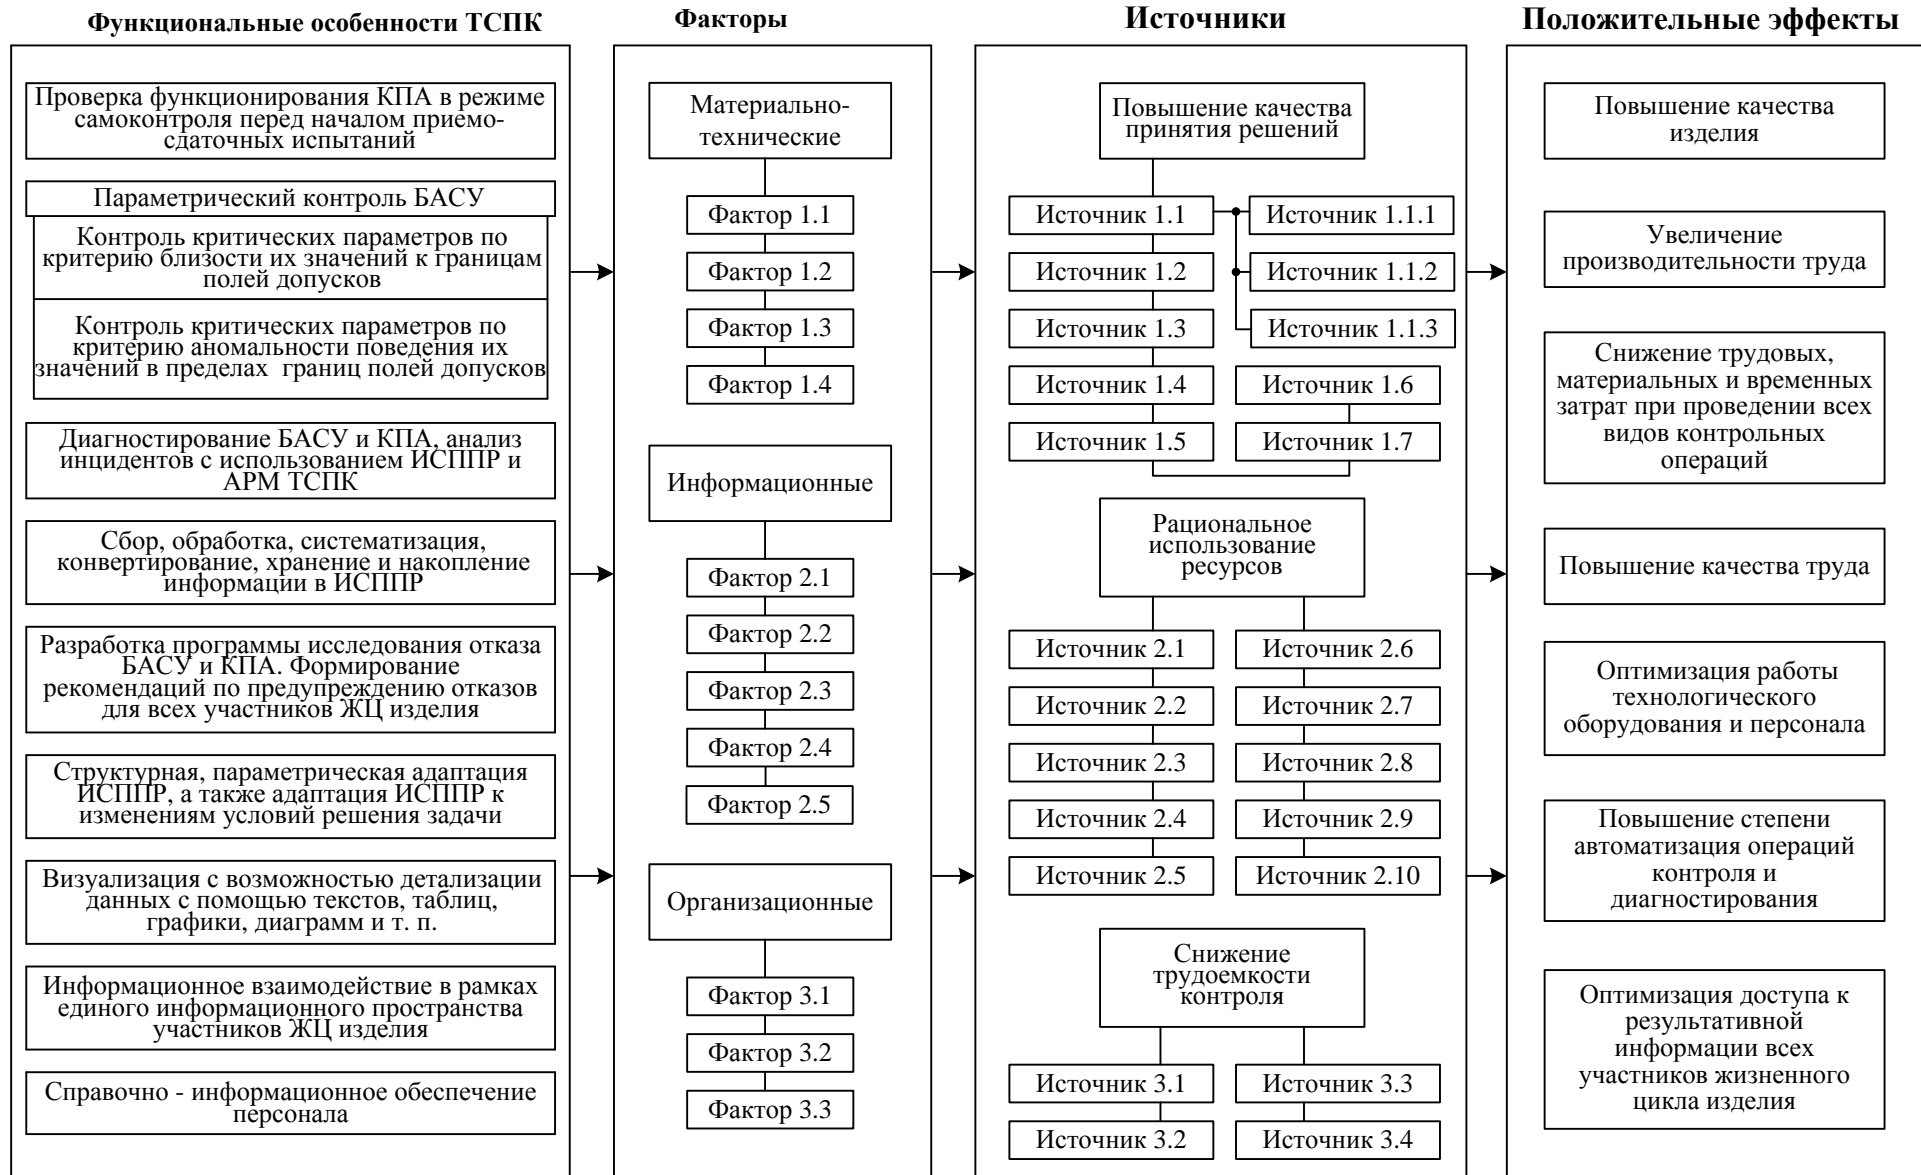 Функциональные особенности ТСПК
Проверка функционирования КПА в режиме
самоконтроля перед началом приемо-
сдаточных испытаний
Параметрический контроль БАСУ
Контроль критических параметров по
критерию близости их значений к границам
полей допусков
Контроль критических параметров по
критерию аномальности поведения их
значений в пределах границ полей допусков
Диагностирование БАСУ и КПА, анализ
инцидентов с использованием ИСППР и
АРМ ТСПК
Сбор, обработка, систематизация,
конвертирование, хранение и накопление
информации в ИСППР
Разработка программы исследования отказа
БАСУ и КПА. Формирование
рекомендаций по предупреждению отказов
для всех участников ЖЦ изделия
Структурная, параметрическая адаптация
ИСППР, а также адаптация ИСППР к
изменениям условий решения задачи
Визуализация с возможностью детализации
данных с помощью текстов, таблиц,
графики, диаграмм и т. п.
Информационное взаимодействие в рамках
единого информационного пространства
участников ЖЦ изделия
Справочно - информационное обеспечение
персонала
Факторы
Материально-
технические
Фактор 1.1
Фактор 1.2
Фактор 1.3
Фактор 1.4
Информационные
Фактор 2.1
Фактор 2.2
Фактор 2.3
Фактор 2.4
Фактор 2.5
Организационные
Фактор 3.1
Фактор 3.2
Фактор 3.3
Источники
Повышение качества
принятия решений
Источник 1.1
Источник 1.1.1
Источник 1.2
Источник 1.1.2
Источник 1.3
Источник 1.1.3
Источник 1.4
Источник 1.6
Источник 1.5
Источник 1.7
Рациональное
использование
ресурсов
Источник 2.1
Источник 2.6
Источник 2.2
Источник 2.7
Источник 2.3
Источник 2.8
Источник 2.4
Источник 2.9
Источник 2.5
Источник 2.10
Снижение
трудоемкости
контроля
Источник 3.1
Источник 3.3
Источник 3.2
Источник 3.4
Положительные эффекты
Повышение качества
изделия
Увеличение
производительности труда
Снижение трудовых,
материальных и временных
затрат при проведении всех
видов контрольных
операций
Повышение качества труда
Оптимизация работы
технологического
оборудования и персонала
Повышение степени
автоматизация операций
контроля и
диагностирования
Оптимизация доступа к
результативной
информации всех
участников жизненного
цикла изделия